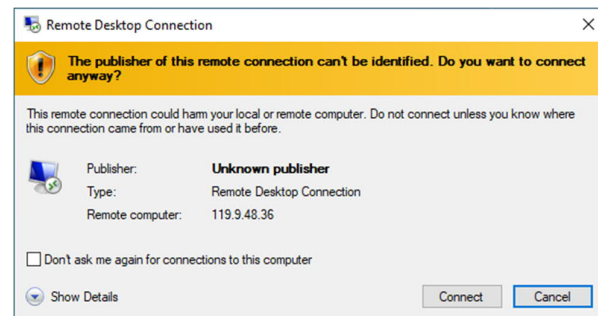 Remote Desktop Connection
The publisher of this remote connection can't be identified. Do you want to connect
anyway?
This remote connection could harm your local or remote computer. Do not connect unless you know where
this connection came from or have used it before.
Publisher: Unknown publisher
Type: Remote Desktop Connection
Remote computer: 119.9.48.36
Don't ask me again for connections to this computer
Show Details Connect Cancel